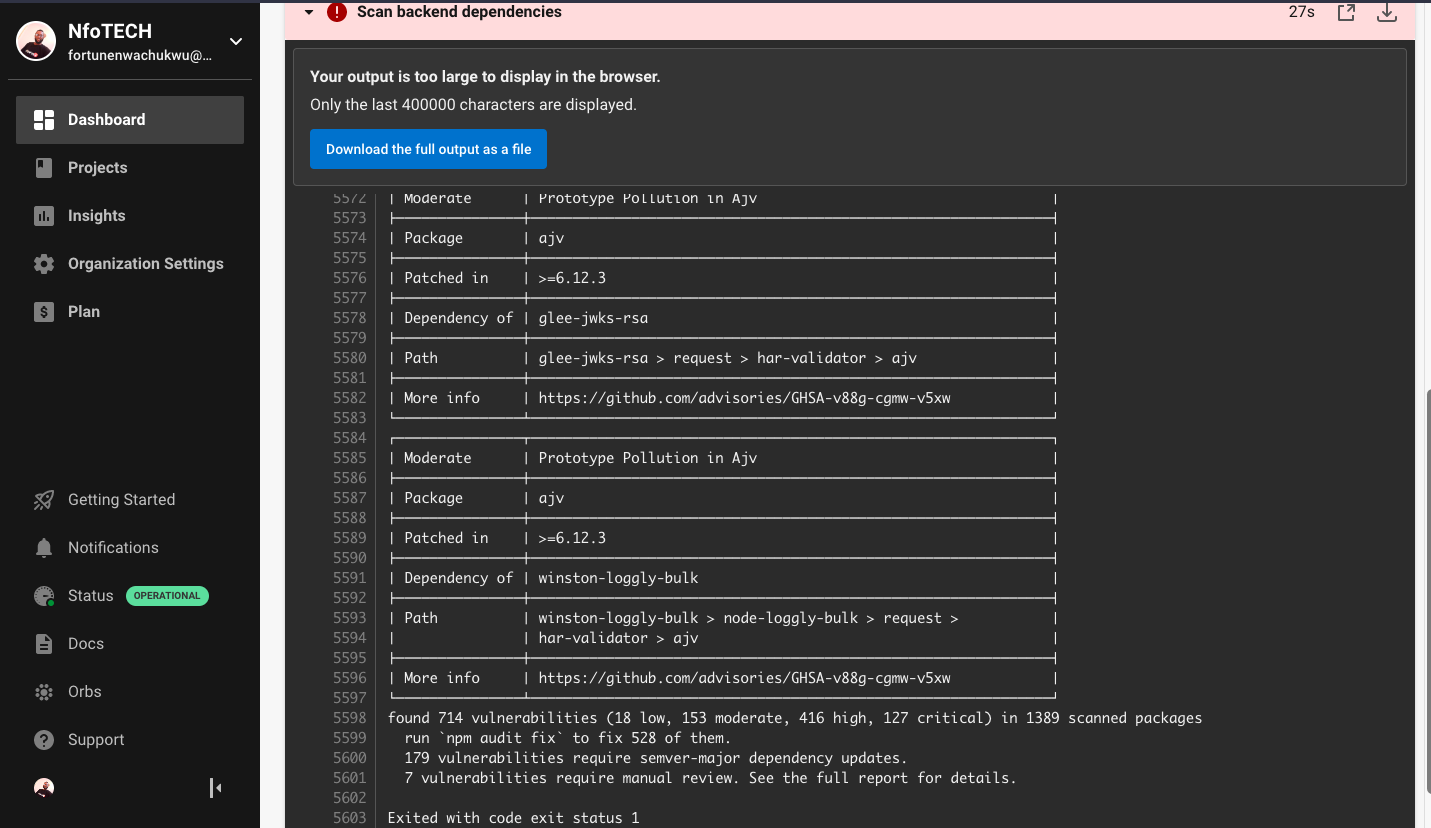 NfoTECH
fortunenwachukwu@...
Dashboard
Projects
Insights
Organization Settings
Plan
Getting Started
Notifications
Status OPERATIONAL
Docs
Orbs
Support
Scan backend dependencies 27s
Your output is too large to display in the browser.
Only the last 400000 characters are displayed.
Download the full output as a file
5572 | Moderate | Prototype Pollution in Ajv |
5573
5574 | Package | ajv |
5575
5576 | Patched in | >=6.12.3 |
5577
5578 | Dependency of | glee-jwks-rsa |
5579
5580 | Path | glee-jwks-rsa > request > har-validator > ajv |
5581
5582 | More info | https://github.com/advisories/GHSA-v88g-cgmw-v5xw |
5583
5584
5585 | Moderate | Prototype Pollution in Ajv |
5586
5587 | Package | ajv |
5588
5589 | Patched in | >=6.12.3 |
5590
5591 | Dependency of | winston-loggly-bulk |
5592
5593 | Path | winston-loggly-bulk > node-loggly-bulk > request > |
5594 | | har-validator > ajv |
5595
5596 | More info | https://github.com/advisories/GHSA-v88g-cgmw-v5xw |
5597
5598 found 714 vulnerabilities (18 low, 153 moderate, 416 high, 127 critical) in 1389 scanned packages
5599 run `npm audit fix` to fix 528 of them.
5600 179 vulnerabilities require semver-major dependency updates.
5601 7 vulnerabilities require manual review. See the full report for details.
5602
5603 Exited with code exit status 1